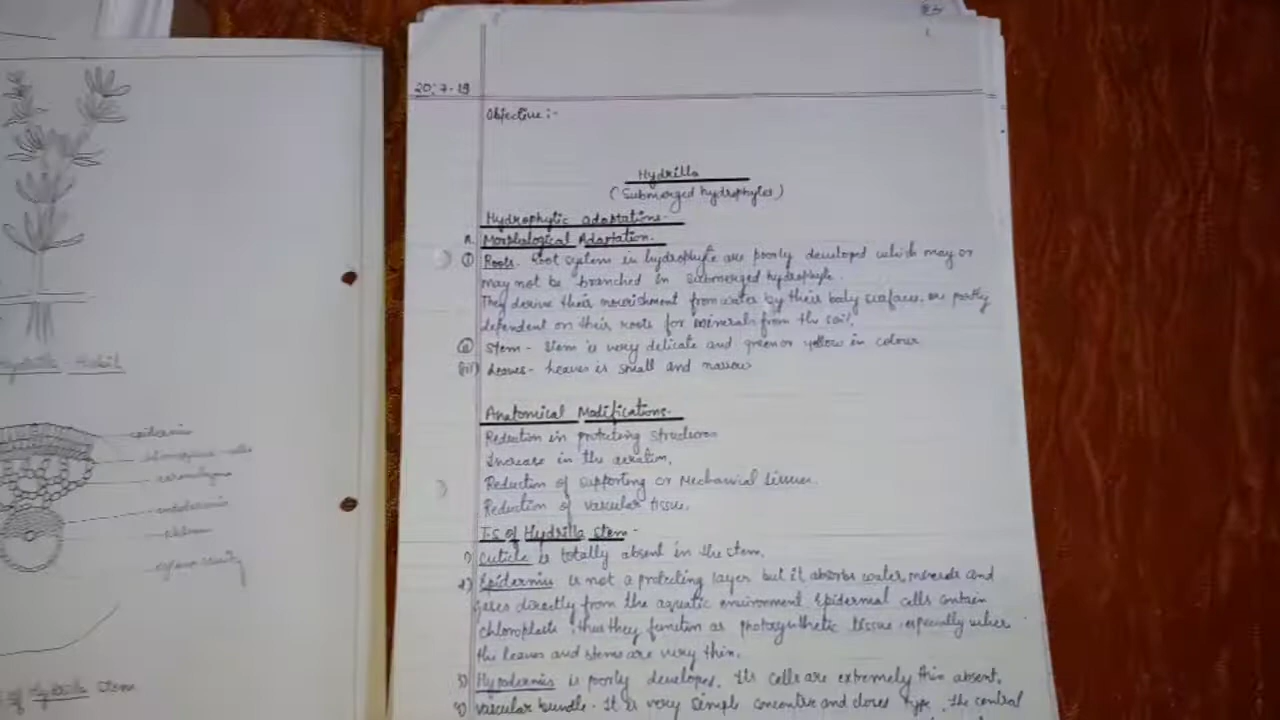 20.7.19
Objective :-
Hydrilla
(Submerged hydrophytes)
Hydrophytic adaptations-
A. Morphological Adaptation.
(i) Roots. Root system in hydrophyte are poorly developed which may or
may not be branched in submerged hydrophyte.
They derive their nourishment from water by their body surfaces. are partly
dependent on their roots for minerals from the soil.
(ii) Stem - Stem is very delicate and green or yellow in colour
(iii) Leaves - Leaves is small and narrow
Anatomical Modifications-
Reduction in protecting structures
Increase in the aeration.
Reduction of supporting or Mechanical tissues.
Reduction of vascular tissue.
T.S of Hydrilla stem -
1) Cuticle is totally absent in the stem.
2) Epidermis is not a protecting layer but it absorbs water, minerals and
gases directly from the aquatic environment Epidermal cells contain
chloroplasts, thus they function as photosynthetic tissue, especially when
the leaves and stems are very thin.
3) Hypodermis is poorly developed. Its cells are extremely thin absent.
4) vascular bundle - It is very simple concentric and closed type. The central
Hydrilla Habit
epidermis
aerenchyma
endodermis
of Hydrilla stem